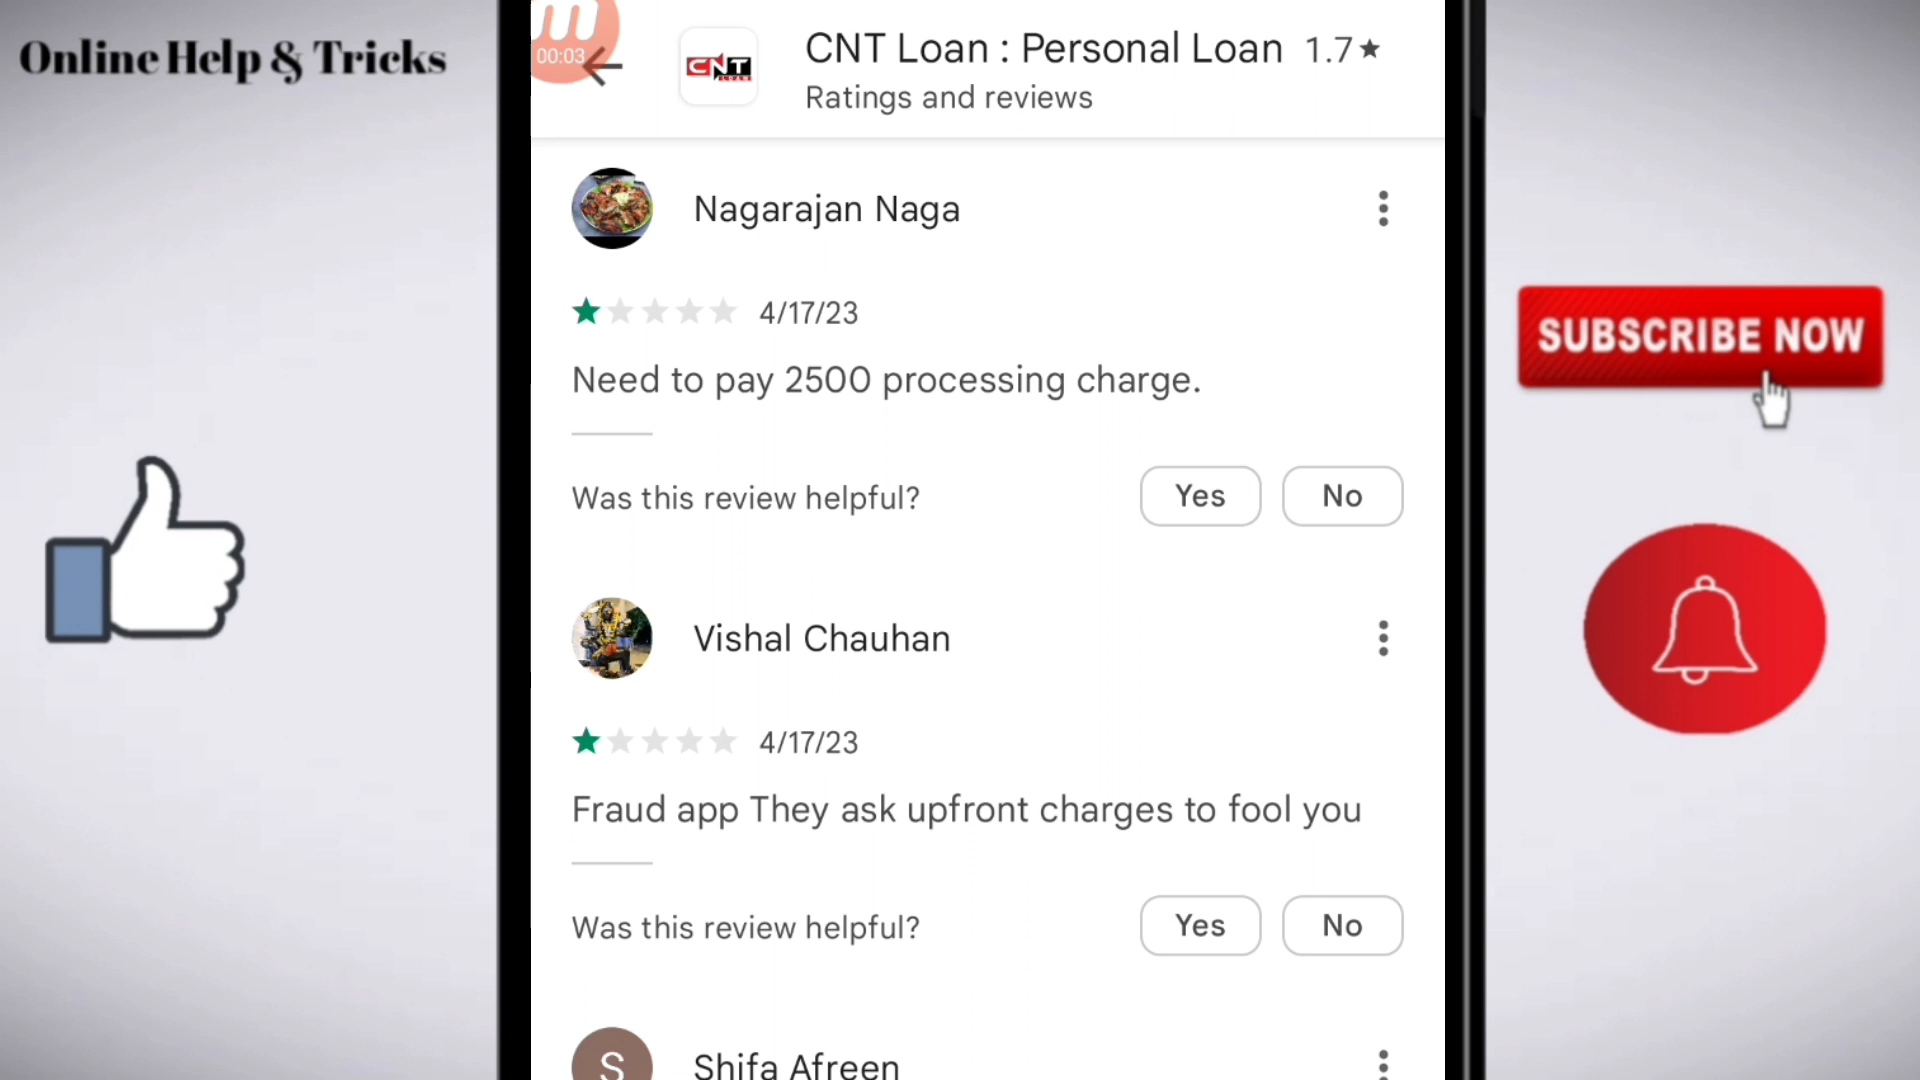 Online Help & Tricks
00:03
CNT
LOAN
CNT Loan : Personal Loan 1.7★
Ratings and reviews
Nagarajan Naga
4/17/23
Need to pay 2500 processing charge.
Was this review helpful? Yes No
Vishal Chauhan
4/17/23
Fraud app They ask upfront charges to fool you
Was this review helpful? Yes No
S Shifa Afreen
SUBSCRIBE NOW